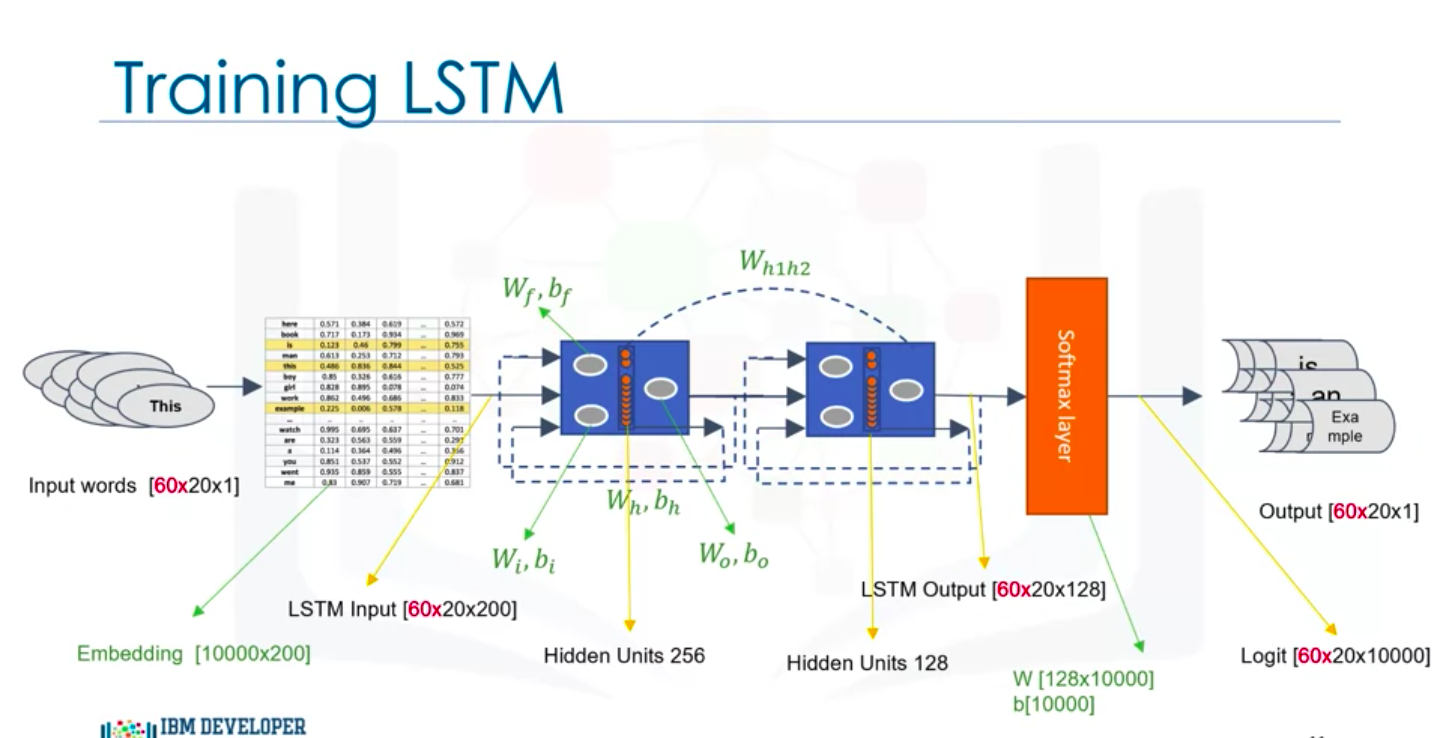 Training LSTM
W_{h1h2}
W_f, b_f
here 0.571 0.384 0.619 ... 0.572
book 0.717 0.173 0.934 ... 0.969
is 0.123 0.46 0.799 ... 0.755
man 0.613 0.253 0.712 ... 0.793
this 0.486 0.836 0.844 ... 0.525
boy 0.85 0.326 0.616 ... 0.777
girl 0.828 0.895 0.078 ... 0.074
work 0.862 0.496 0.686 ... 0.833
example 0.225 0.006 0.578 ... 0.118
... ... ... ... ... ...
watch 0.995 0.695 0.637 ... 0.701
are 0.323 0.563 0.559 ...
a 0.114 0.364 0.496 ...
you 0.851 0.537 0.552 ... 0.912
went 0.935 0.859 0.555 ... 0.837
me 0.83 0.907 0.719 ... 0.681
This
Softmax layer
is
an
Exa
mple
Input words [60x20x1]
W_h, b_h
Output [60x20x1]
W_i, b_i
W_o, b_o
LSTM Input [60x20x200]
LSTM Output [60x20x128]
Embedding [10000x200]
Hidden Units 256
Hidden Units 128
Logit [60x20x10000]
W [128x10000]
b[10000]
IBM DEVELOPER